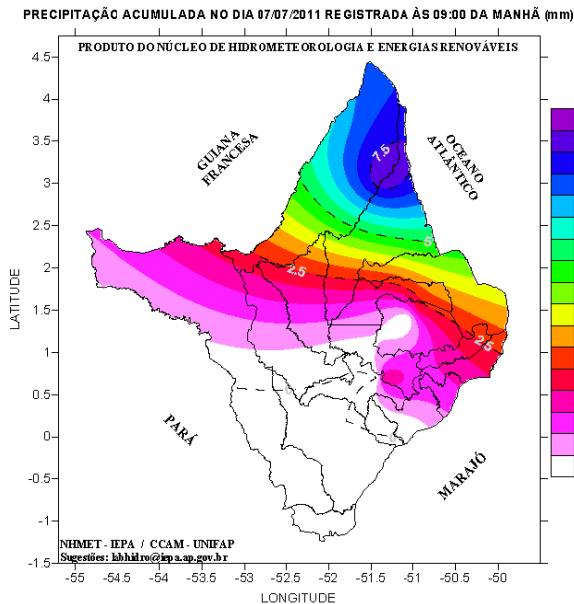 PRECIPITAÇÃO ACUMULADA NO DIA 07/07/2011 REGISTRADA ÀS 09:00 DA MANHÃ (mm)
PRODUTO DO NÚCLEO DE HIDROMETEOROLOGIA E ENERGIAS RENOVÁVEIS
4.5
4
3.5
3
2.5
2
1.5
1
0.5
0
-0.5
-1
-1.5
LATITUDE
GUIANA
FRANCESA
OCEANO
ATLÂNTICO
7.5
5
2.5
2.5
0
0
PARÁ
MARAJÓ
NHMET - IEPA / CCAM - UNIFAP
Sugestões: labhidro@iepa.ap.gov.br
-55 -54.5 -54 -53.5 -53 -52.5 -52 -51.5 -51 -50.5 -50
LONGITUDE